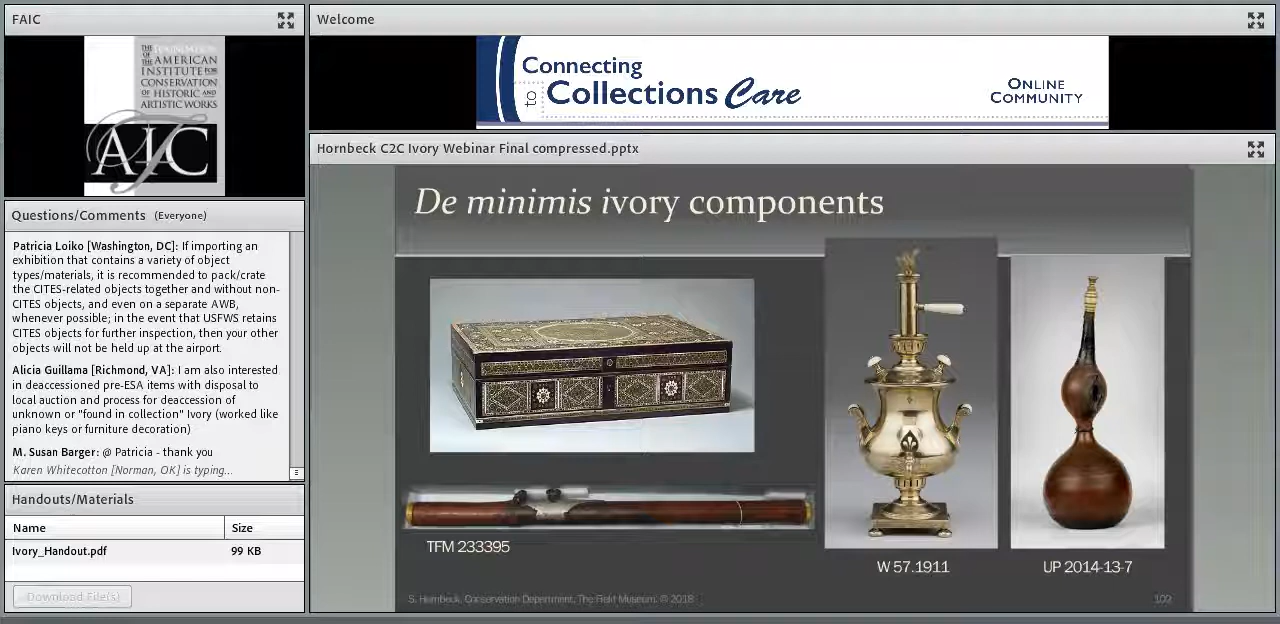 FAIC
THE FOUNDATION
OF
THE AMERICAN
INSTITUTE FOR
CONSERVATION
OF HISTORIC AND
ARTISTIC WORKS
AIC
Questions/Comments (Everyone)
Patricia Loiko [Washington, DC]: If importing an
exhibition that contains a variety of object
types/materials, it is recommended to pack/crate
the CITES-related objects together and without non-
CITES objects, and even on a separate AWB,
whenever possible; in the event that USFWS retains
CITES objects for further inspection, then your other
objects will not be held up at the airport.
Alicia Guillama [Richmond, VA]: I am also interested
in deaccessioned pre-ESA items with disposal to
local auction and process for deaccession of
unknown or "found in collection" Ivory (worked like
piano keys or furniture decoration)
M. Susan Barger: @ Patricia - thank you
Karen Whitecotton [Norman, OK] is typing...
Handouts/Materials
Name Size
Ivory_Handout.pdf 99 KB
Download File(s)
Welcome
Connecting
to Collections Care
ONLINE
COMMUNITY
Hornbeck C2C Ivory Webinar Final compressed.pptx
De minimis ivory components
TFM 233395
W 57.1911
UP 2014-13-7
S. Hornbeck, Conservation Department, The Field Museum, © 2018
102